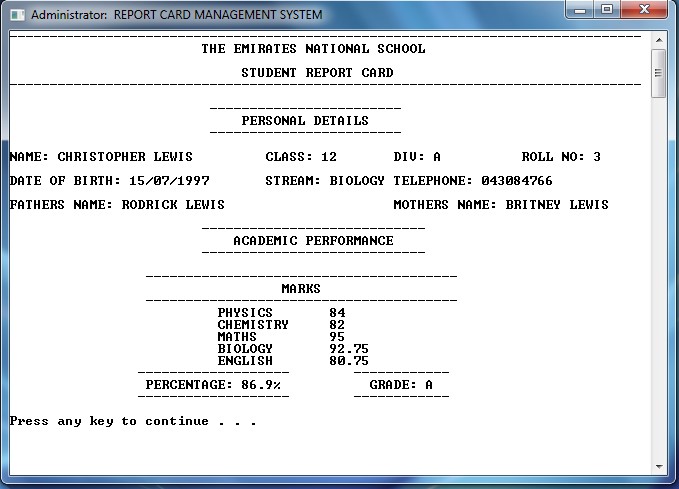 Administrator: REPORT CARD MANAGEMENT SYSTEM
THE EMIRATES NATIONAL SCHOOL
STUDENT REPORT CARD
PERSONAL DETAILS
NAME: CHRISTOPHER LEWIS CLASS: 12 DIV: A ROLL NO: 3
DATE OF BIRTH: 15/07/1997 STREAM: BIOLOGY TELEPHONE: 043084766
FATHERS NAME: RODRICK LEWIS MOTHERS NAME: BRITNEY LEWIS
ACADEMIC PERFORMANCE
MARKS
PHYSICS 84
CHEMISTRY 82
MATHS 95
BIOLOGY 92.75
ENGLISH 80.75
PERCENTAGE: 86.9% GRADE: A
Press any key to continue . . .